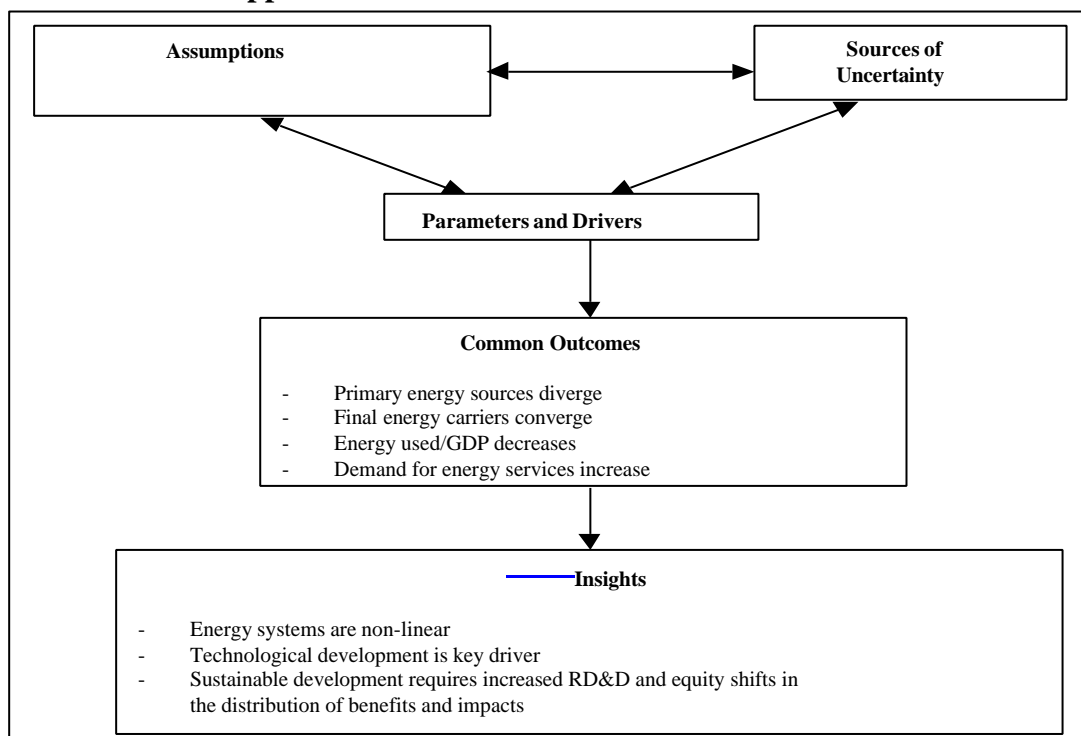 Assumptions
Sources of
Uncertainty
Parameters and Drivers
Common Outcomes
- Primary energy sources diverge
- Final energy carriers converge
- Energy used/GDP decreases
- Demand for energy services increase
Insights
- Energy systems are non-linear
- Technological development is key driver
- Sustainable development requires increased RD&D and equity shifts in
the distribution of benefits and impacts